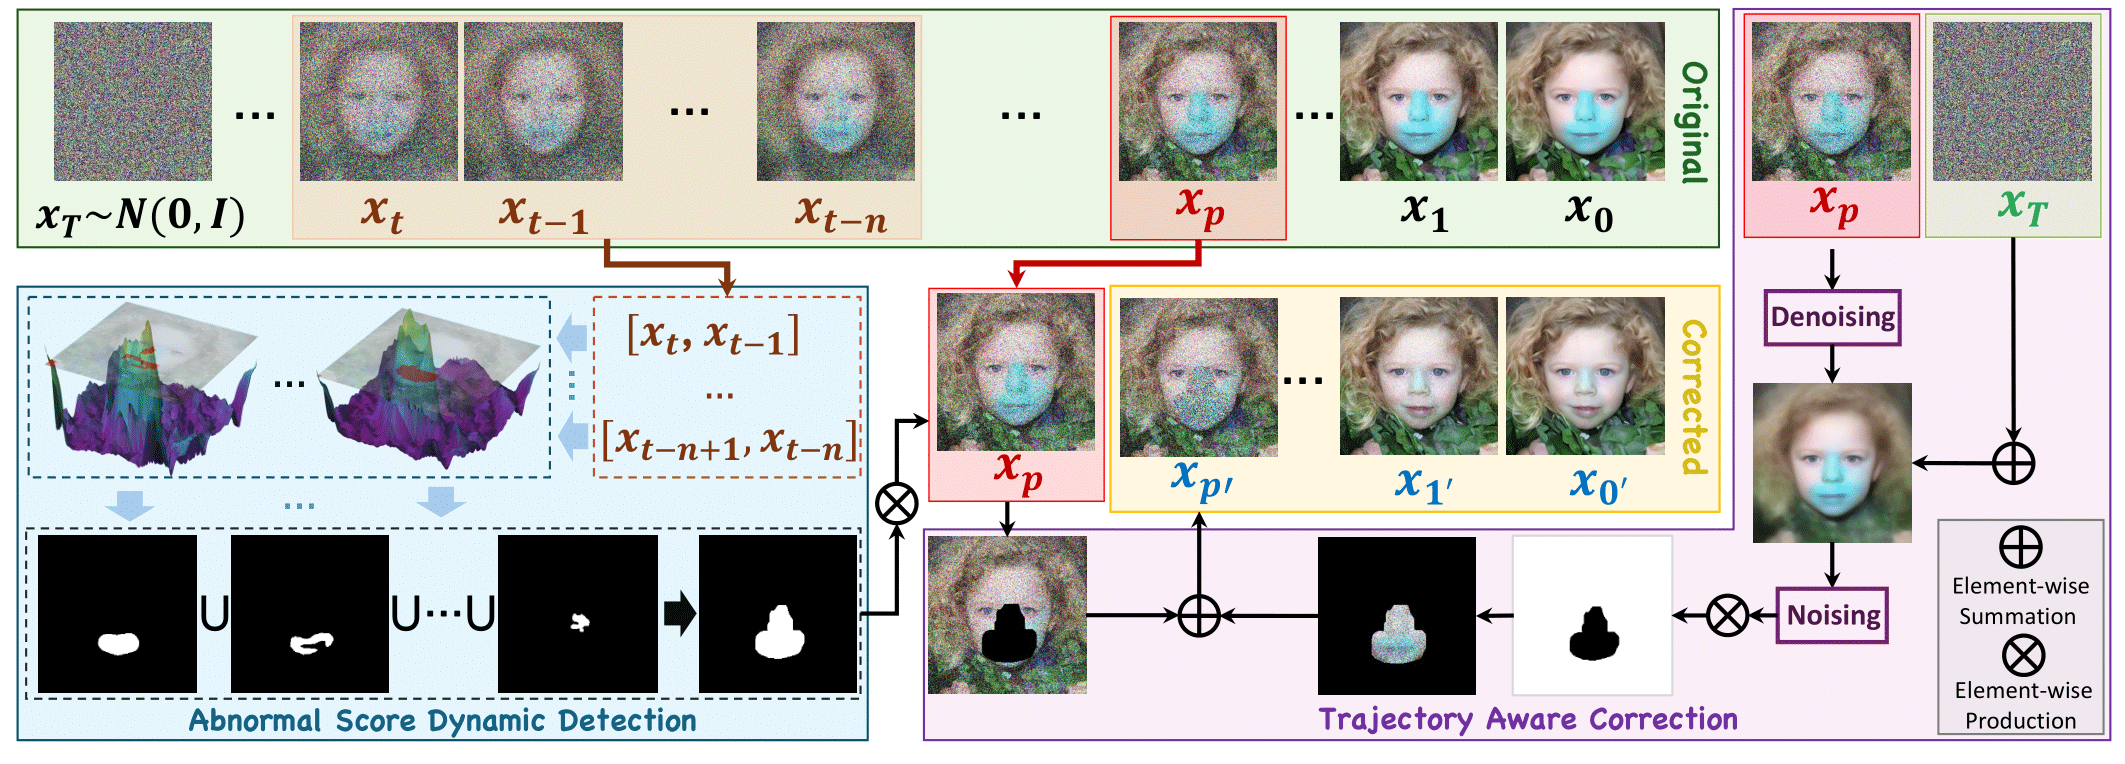 ...
...
...
...
Original
x_T~N(0, I)
x_t
x_{t−1}
x_{t−n}
x_p
x_1
x_0
x_p
x_T
Denoising
[x_t, x_{t−1}]
...
[x_{t−n+1}, x_{t−n}]
...
...
x_p
x_{p′}
...
x_{1′}
x_{0′}
Corrected
∪
∪...∪
Abnormal Score Dynamic Detection
Noising
Trajectory Aware Correction
Element-wise
Summation
Element-wise
Production